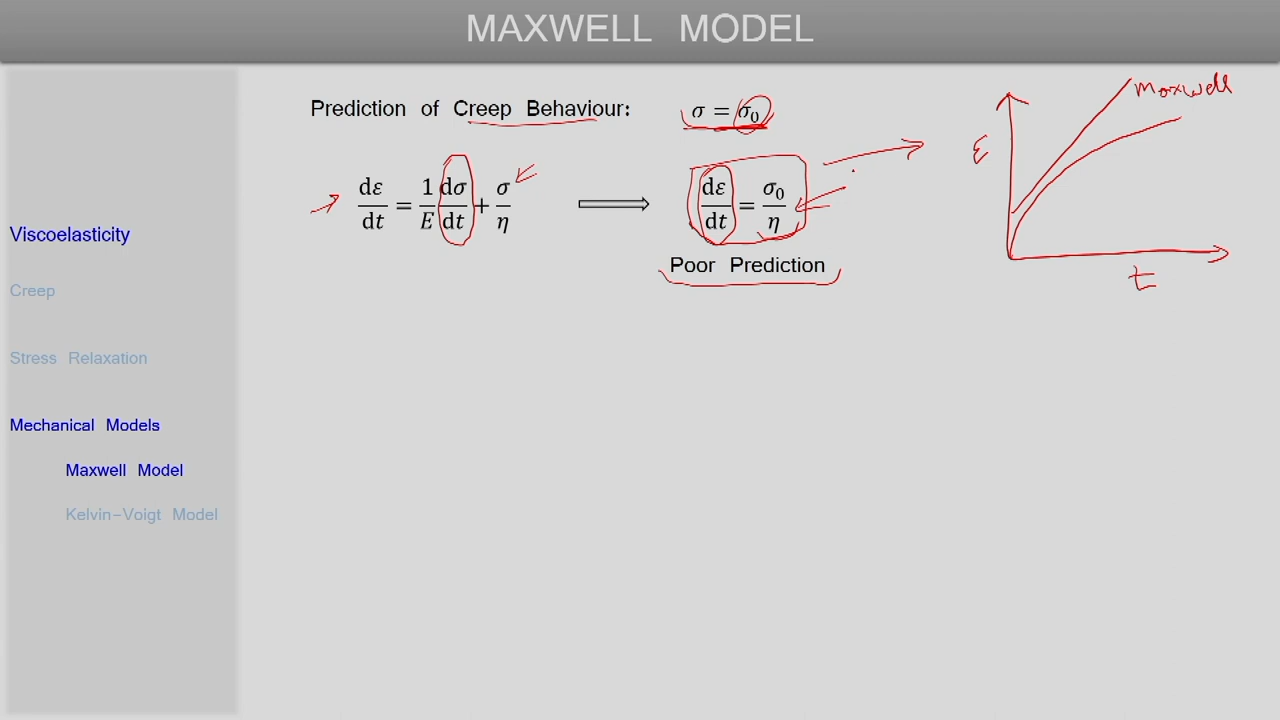 MAXWELL MODEL
Prediction of Creep Behaviour: σ = σ₀
dε/dt = 1/E dσ/dt + σ/η ⟹ dε/dt = σ₀/η
Poor Prediction
Maxwell
ε
t
Viscoelasticity
Creep
Stress Relaxation
Mechanical Models
Maxwell Model
Kelvin-Voigt Model